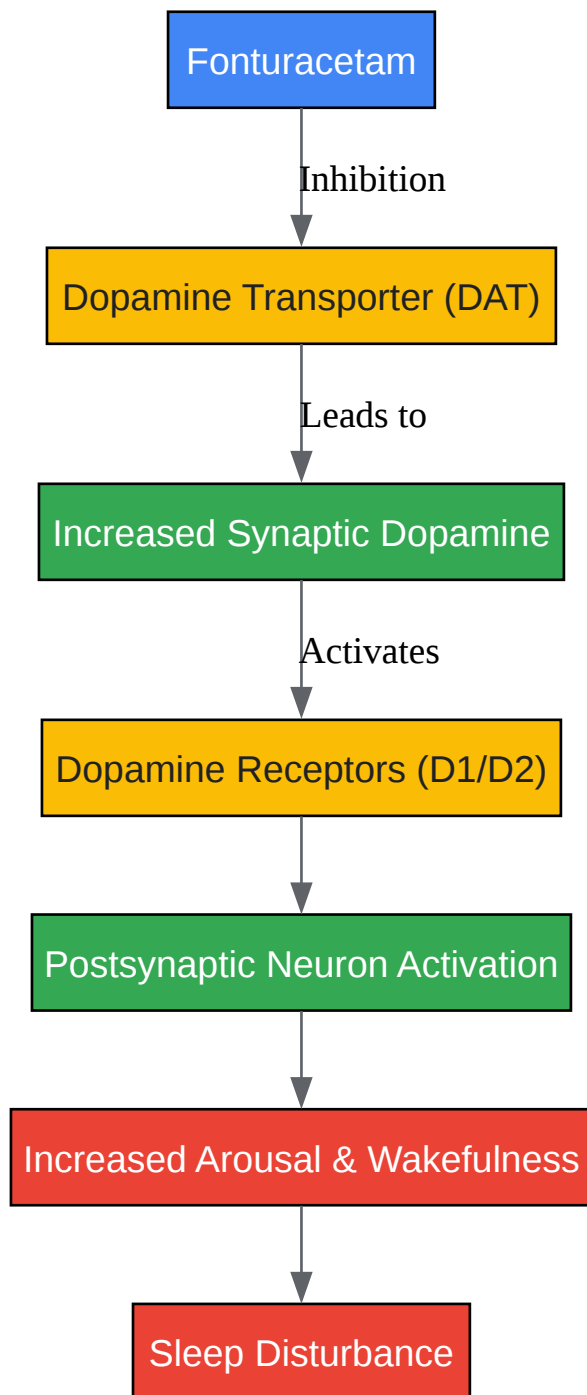 Fonturacetam
Inhibition
Dopamine Transporter (DAT)
Leads to
Increased Synaptic Dopamine
Activates
Dopamine Receptors (D1/D2)
Postsynaptic Neuron Activation
Increased Arousal & Wakefulness
Sleep Disturbance